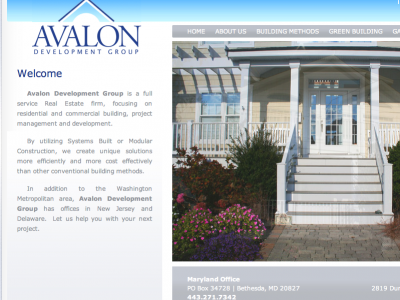 AVALON
DEVELOPMENT GROUP
HOME ABOUT US BUILDING METHODS GREEN BUILDING
Welcome
Avalon Development Group is a full
service Real Estate firm, focusing on
residential and commercial building, project
management and development.
By utilizing Systems Built or Modular
Construction, we create unique solutions
more efficiently and more cost effectively
than other conventional building methods.
In addition to the Washington
Metropolitan area, Avalon Development
Group has offices in New Jersey and
Delaware. Let us help you with your next
project.
Maryland Office
PO Box 34728 | Bethesda, MD 20827
443.271.7342
2819